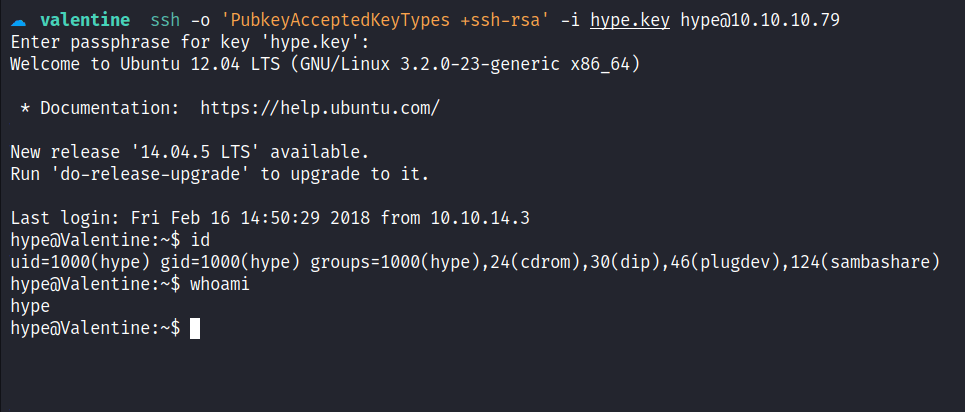 valentine ssh -o 'PubkeyAcceptedKeyTypes +ssh-rsa' -i hype.key hype@10.10.10.79
Enter passphrase for key 'hype.key':
Welcome to Ubuntu 12.04 LTS (GNU/Linux 3.2.0-23-generic x86_64)
* Documentation:  https://help.ubuntu.com/
New release '14.04.5 LTS' available.
Run 'do-release-upgrade' to upgrade to it.
Last login: Fri Feb 16 14:50:29 2018 from 10.10.14.3
hype@Valentine:~$ id
uid=1000(hype) gid=1000(hype) groups=1000(hype),24(cdrom),30(dip),46(plugdev),124(sambashare)
hype@Valentine:~$ whoami
hype
hype@Valentine:~$